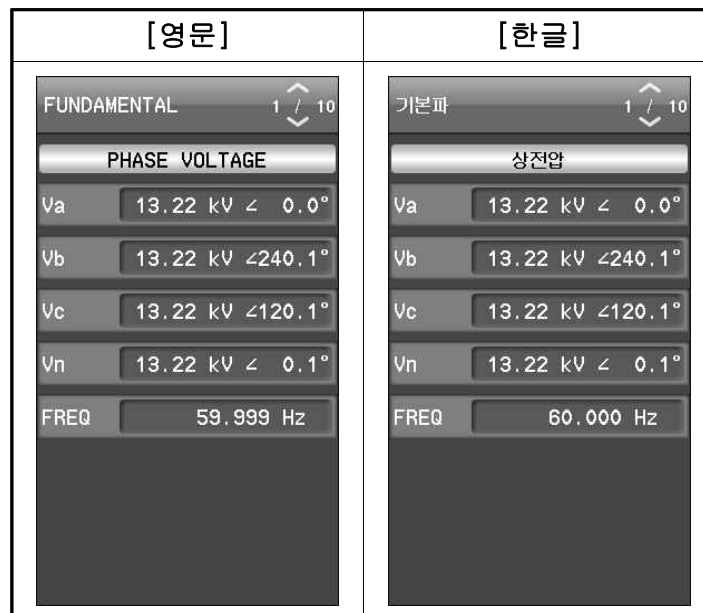 [영문]
FUNDAMENTAL 1 / 10
PHASE VOLTAGE
Va 13.22 kV ∠ 0.0°
Vb 13.22 kV ∠240.1°
Vc 13.22 kV ∠120.1°
Vn 13.22 kV ∠ 0.1°
FREQ 59.999 Hz
[한글]
기본파 1 / 10
상전압
Va 13.22 kV ∠ 0.0°
Vb 13.22 kV ∠240.1°
Vc 13.22 kV ∠120.1°
Vn 13.22 kV ∠ 0.1°
FREQ 60.000 Hz